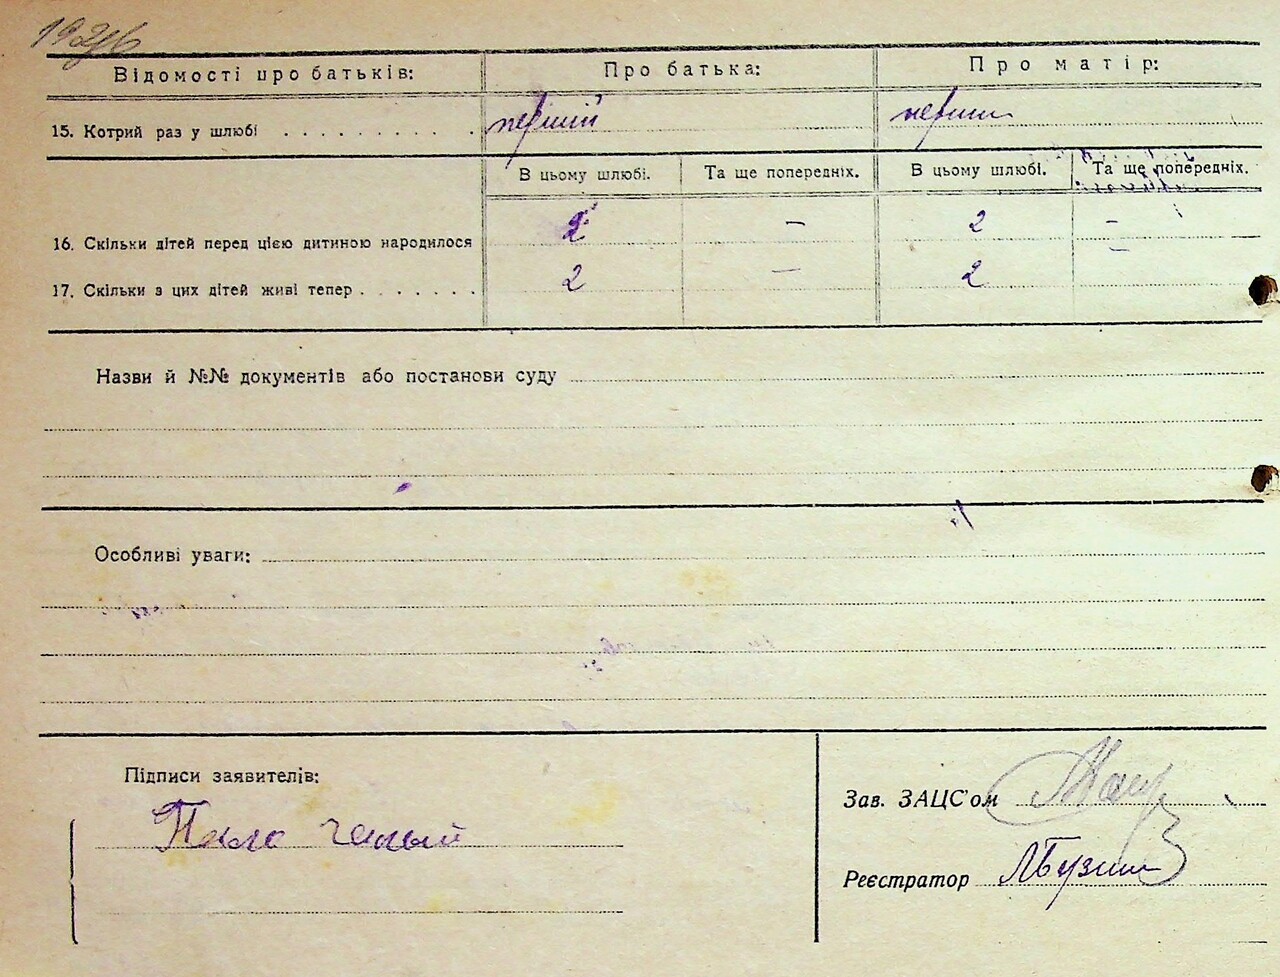 1926
Відомості про батьків: Про батька: Про матір:
15. Котрий раз у шлюбі . . . . . . . . . . перший перши
В цьому шлюбі. Та ще попередніх. В цьому шлюбі. Та ще попередніх.
16. Скільки дітей перед цією дитиною народилося 2 — 2 —
17. Скільки з цих дітей живі тепер . . . . . . . 2 — 2 —
Назви й №№ документів або постанови суду
Особливі уваги:
Підписи заявителів:
Зав. ЗАЦС'ом
Реєстратор